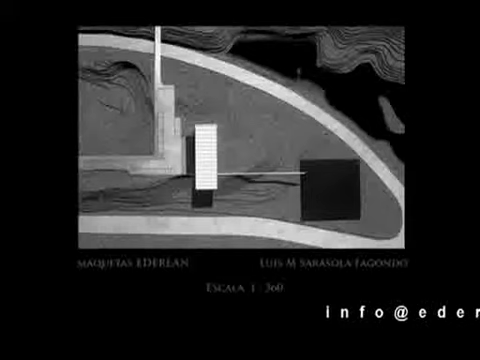 MAQUETAS EDERLAN
LUIS M SARASOLA FAGONDO
ESCALA 1 : 360
info@eder